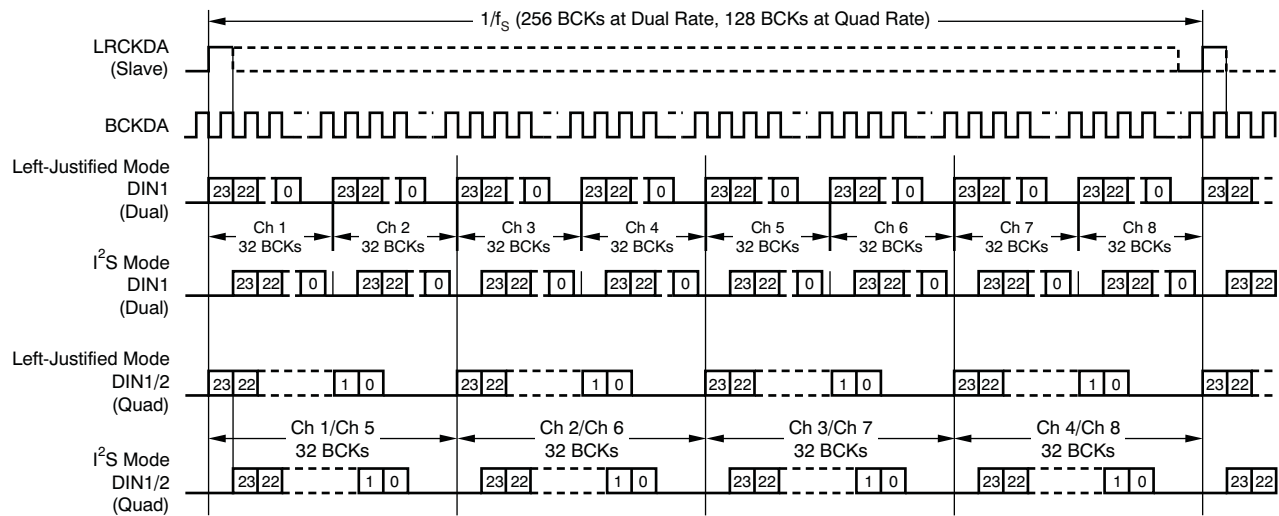 1/fS (256 BCKs at Dual Rate, 128 BCKs at Quad Rate)
LRCKDA
(Slave)
BCKDA
Left-Justified Mode
DIN1
(Dual)
23 22 0 23 22 0 23 22 0 23 22 0 23 22 0 23 22 0 23 22 0 23 22 0 23 22
Ch 1 Ch 2 Ch 3 Ch 4 Ch 5 Ch 6 Ch 7 Ch 8
32 BCKs 32 BCKs 32 BCKs 32 BCKs 32 BCKs 32 BCKs 32 BCKs 32 BCKs
I²S Mode
DIN1
(Dual)
23 22 0 23 22 0 23 22 0 23 22 0 23 22 0 23 22 0 23 22 0 23 22 0 23 22
Left-Justified Mode
DIN1/2
(Quad)
23 22 1 0 23 22 1 0 23 22 1 0 23 22 1 0 23 22
Ch 1/Ch 5 Ch 2/Ch 6 Ch 3/Ch 7 Ch 4/Ch 8
32 BCKs 32 BCKs 32 BCKs 32 BCKs
I²S Mode
DIN1/2
(Quad)
23 22 1 0 23 22 1 0 23 22 1 0 23 22 1 0 23 22